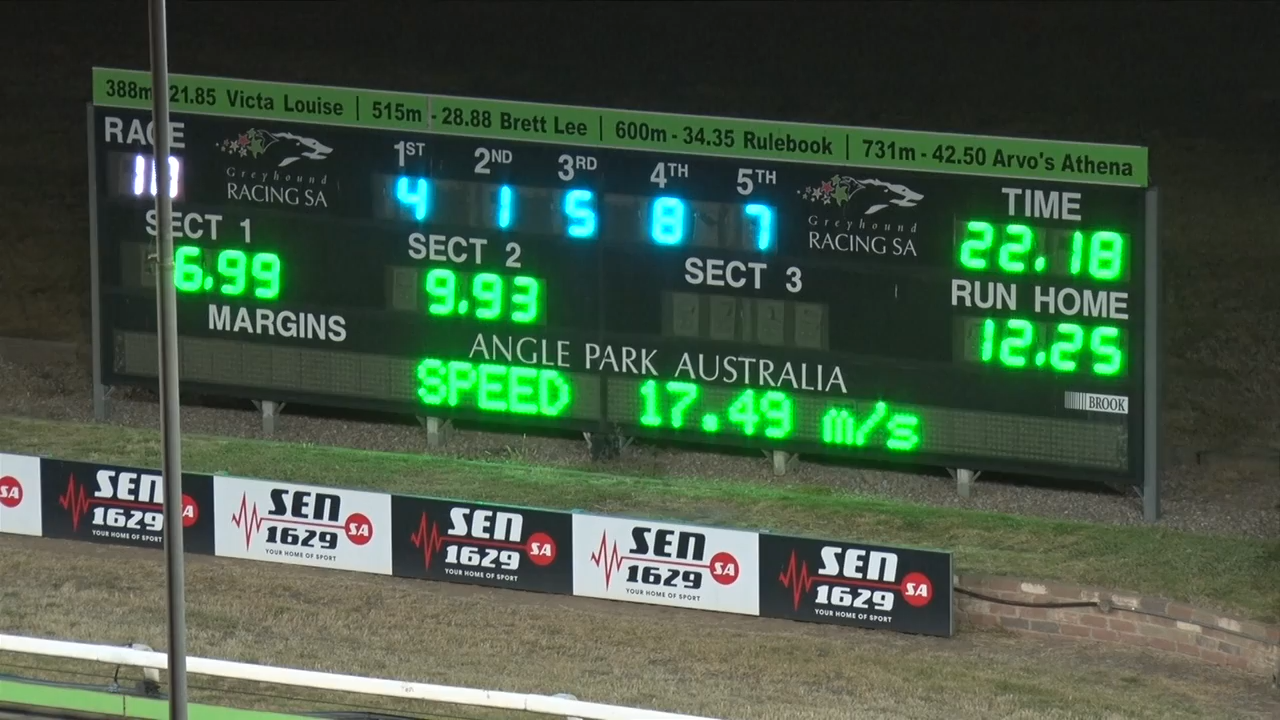 388m - 21.85 Victa Louise | 515m - 28.88 Brett Lee | 600m - 34.35 Rulebook | 731m - 42.50 Arvo's Athena
RACE
Greyhound
RACING SA
1ST 2ND 3RD 4TH 5TH
4 1 5 8 7
Greyhound
RACING SA
TIME
22.18
SECT 1
6.99
SECT 2
9.93
SECT 3
RUN HOME
12.25
MARGINS
ANGLE PARK AUSTRALIA
SPEED 17.49 m/s
BROOK
SA
SEN
1629 SA
SEN
1629 SA
YOUR HOME OF SPORT
SEN
1629 SA
YOUR HOME OF SPORT
SEN
1629 SA
YOUR HOME OF SPORT
SEN
1629 SA
YOUR HOME OF SPORT